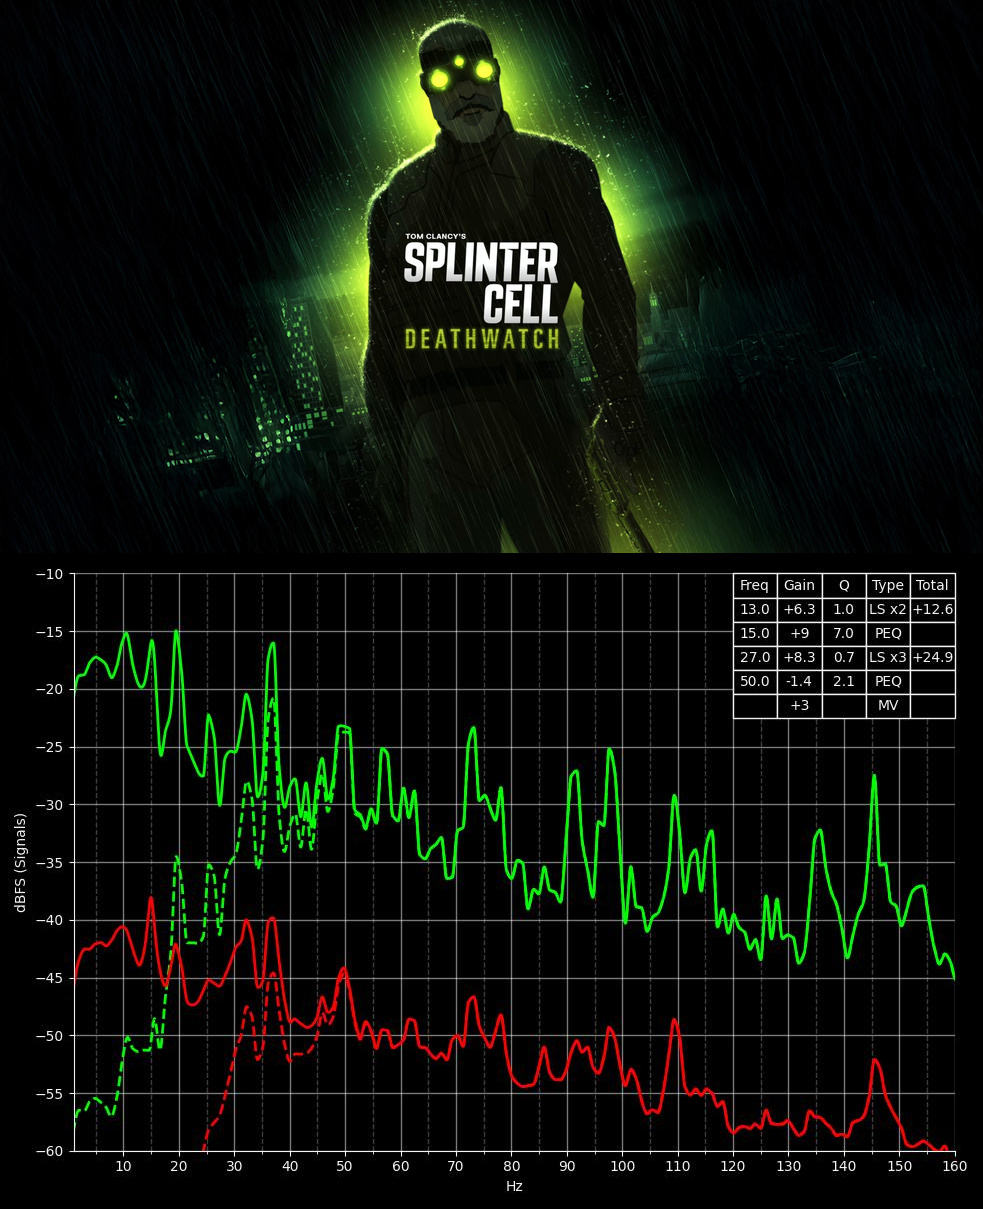 TOM CLANCY'S
SPLINTER
CELL
DEATHWATCH
Freq Gain Q Type Total
13.0 +6.3 1.0 LS x2 +12.6
15.0 +9 7.0 PEQ
27.0 +8.3 0.7 LS x3 +24.9
50.0 -1.4 2.1 PEQ
+3 MV
−10
−15
−20
−25
−30
−35
−40
−45
−50
−55
−60
dBFS (Signals)
10 20 30 40 50 60 70 80 90 100 110 120 130 140 150 160
Hz